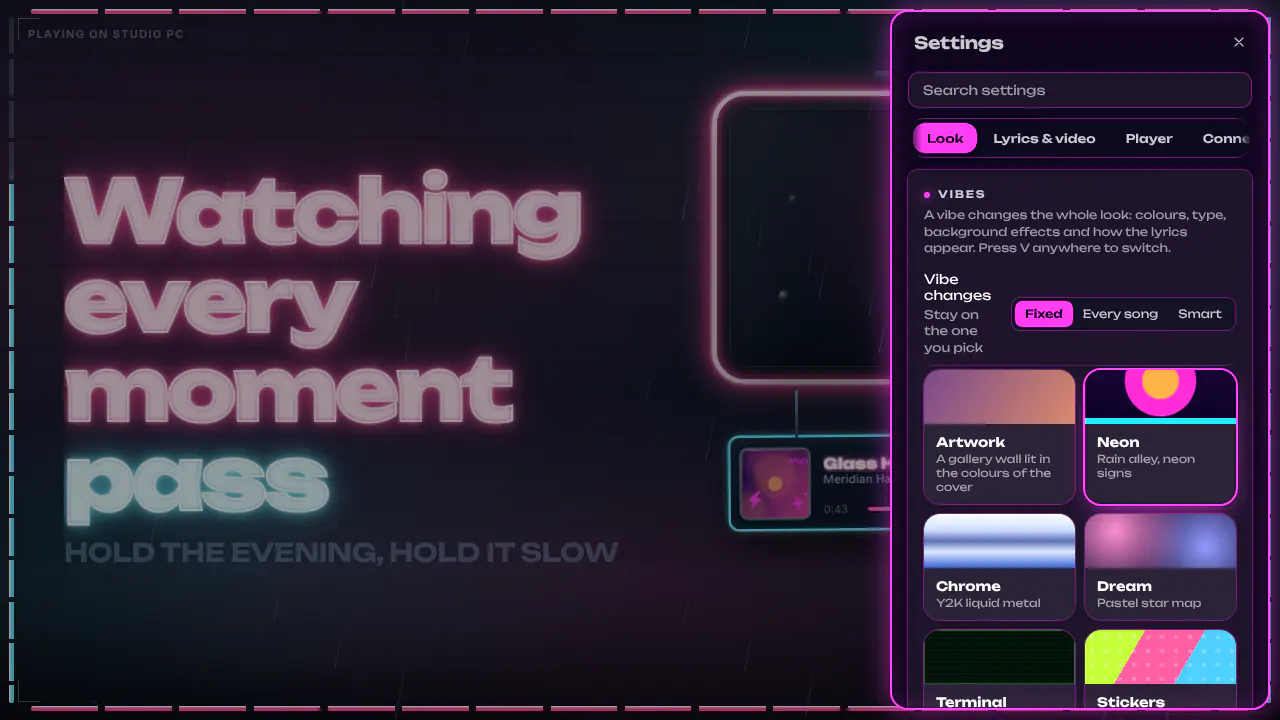 PLAYING ON STUDIO PC
Watching
every
moment
pass
HOLD THE EVENING, HOLD IT SLOW
Glass
Meridian
0:43
Settings
×
Search settings
Look
Lyrics & video
Player
VIBES
A vibe changes the whole look: colours, type,
background effects and how the lyrics
appear. Press V anywhere to switch.
Vibe
changes
Stay on
the one
you pick
Fixed
Every song
Smart
Artwork
A gallery wall lit in
the colours of the
cover
Neon
Rain alley, neon
signs
Chrome
Y2K liquid metal
Dream
Pastel star map
Terminal
Stickers